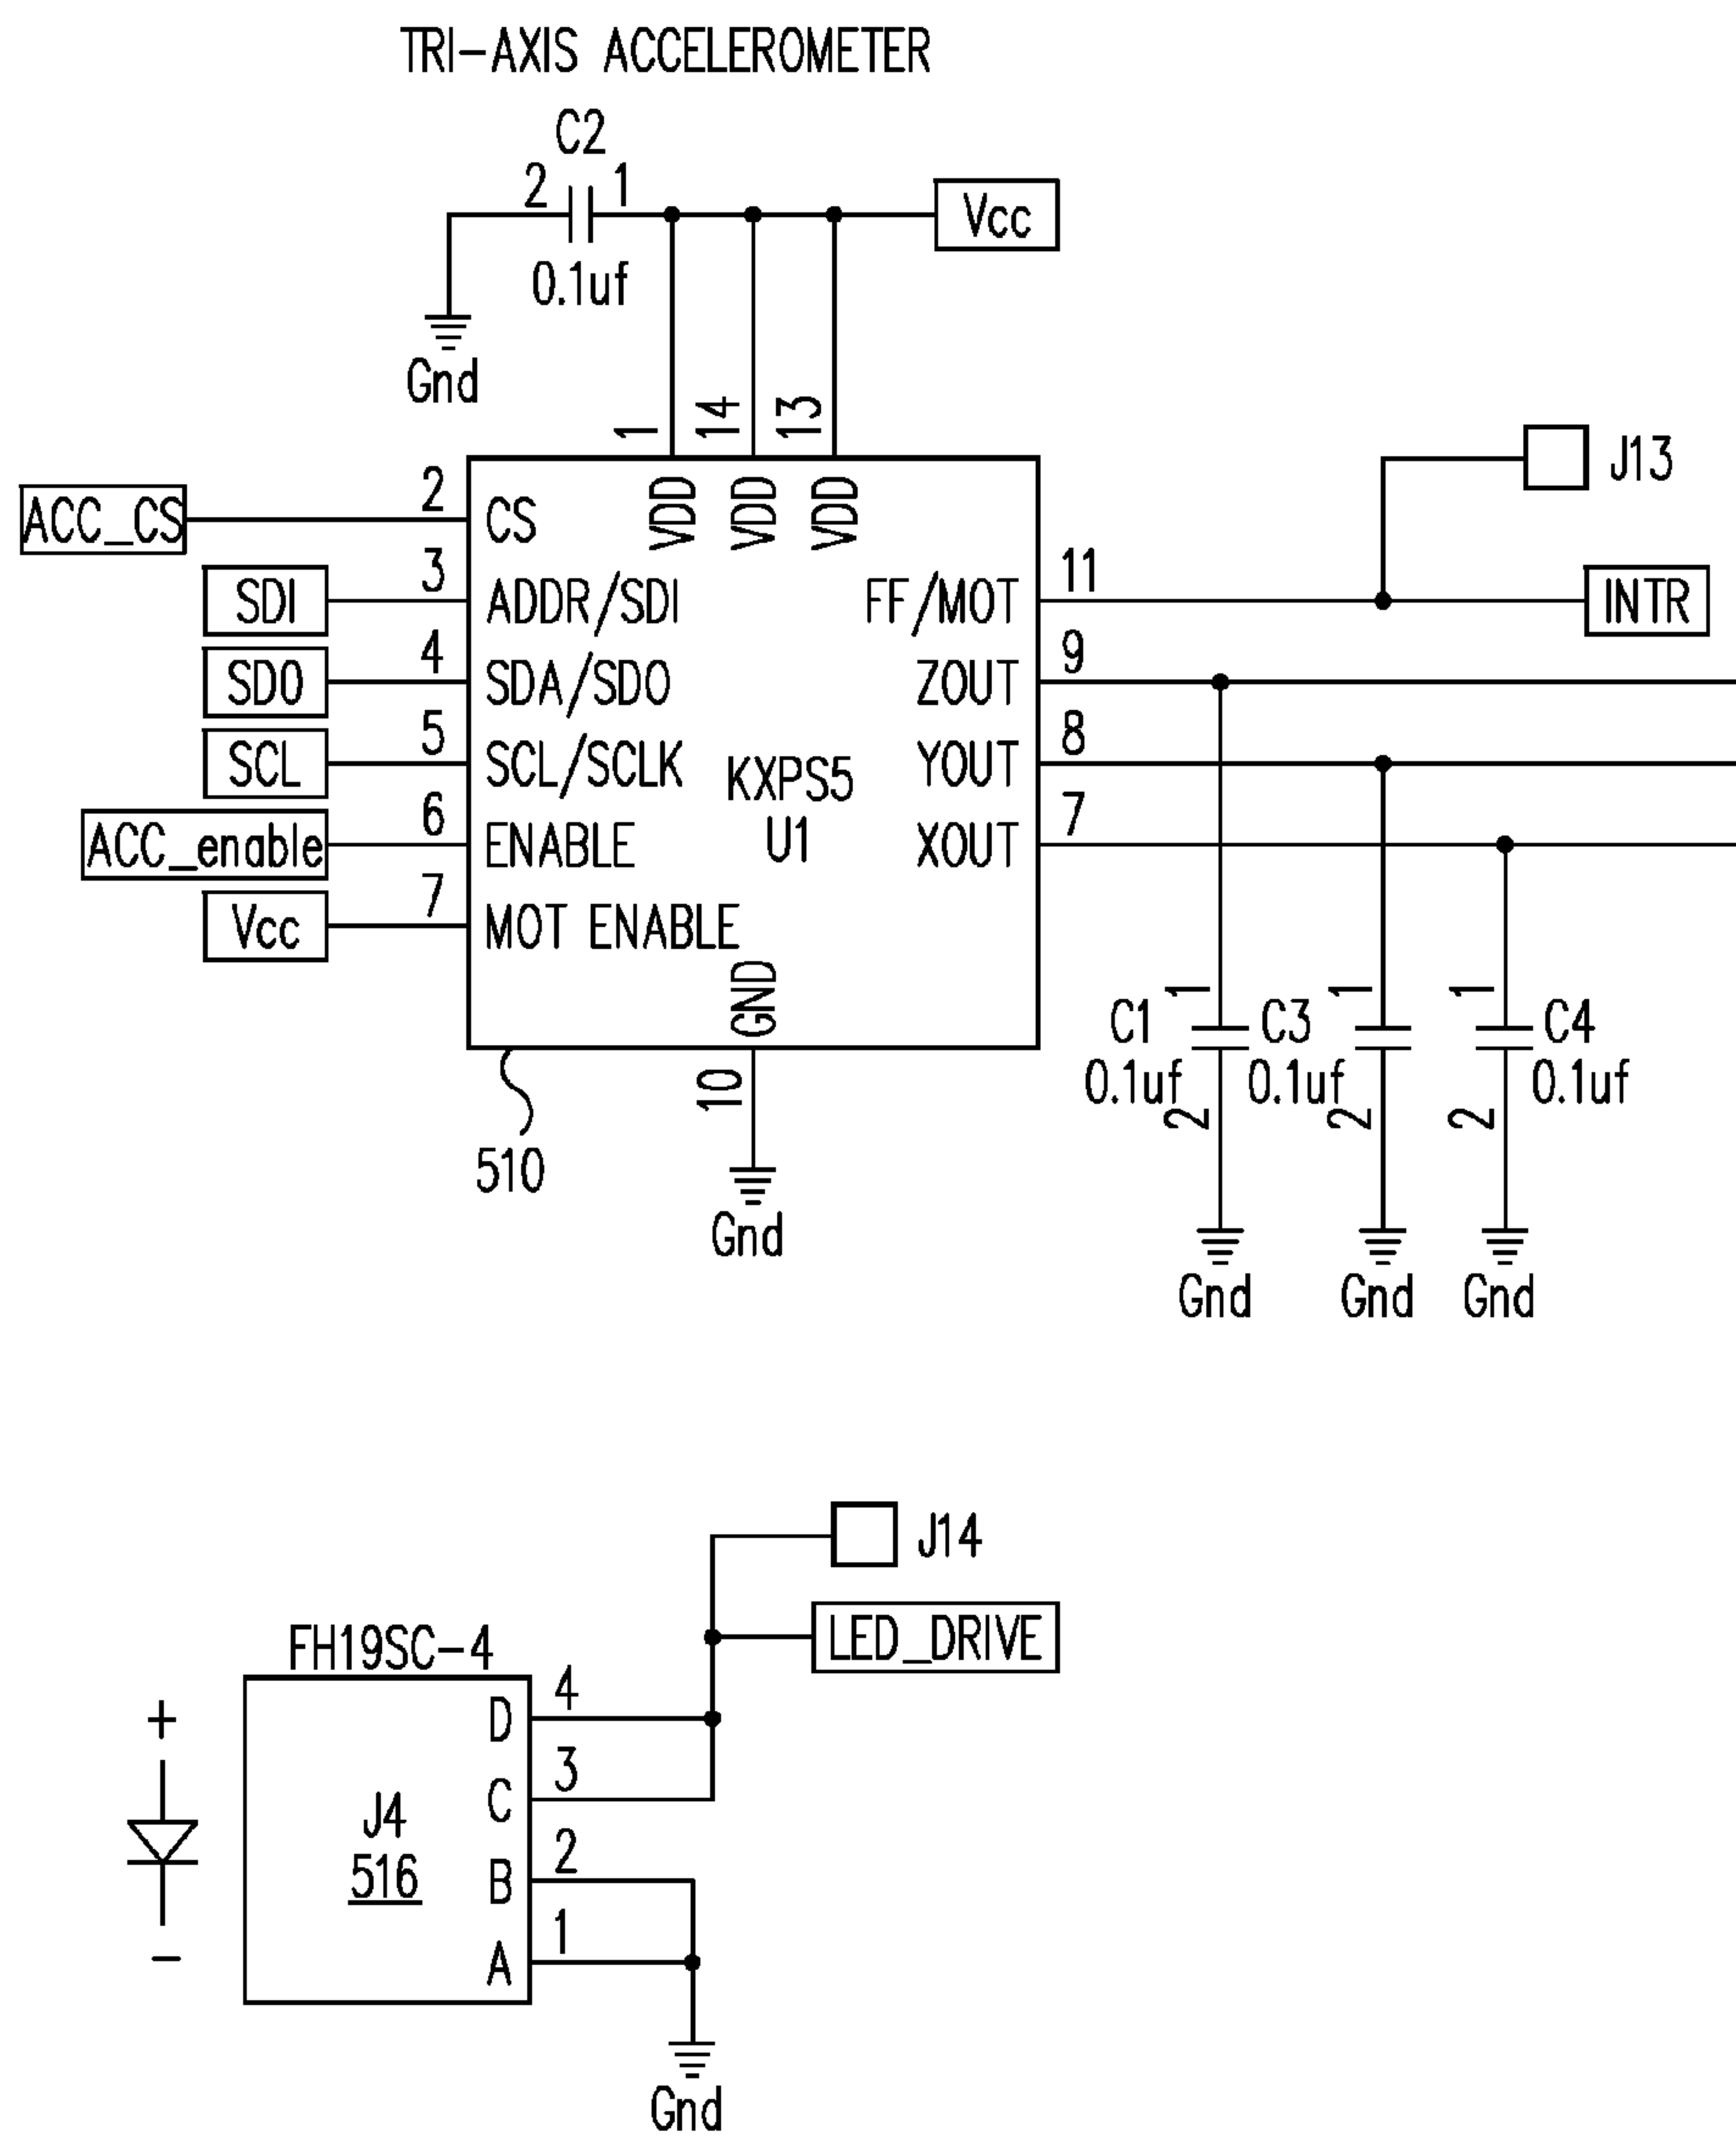 TRI-AXIS ACCELEROMETER
C2
2 1
Vcc
0.1uf
Gnd
1 14 13
J13
ACC_CS 2 CS
VDD VDD VDD
SDI 3 ADDR/SDI
FF/MOT 11 INTR
SDO 4 SDA/SDO
ZOUT 9
SCL 5 SCL/SCLK
YOUT 8
KXPS5
U1
ACC_enable 6 ENABLE
XOUT 7
Vcc 7 MOT ENABLE
GND
10
Gnd
510
1 1 1
C1 C3 C4
0.1uf 0.1uf 0.1uf
2 2 2
Gnd Gnd Gnd
J14
LED_DRIVE
FH19SC-4
+
D 4
C 3
J4
516
B 2
A 1
-
Gnd